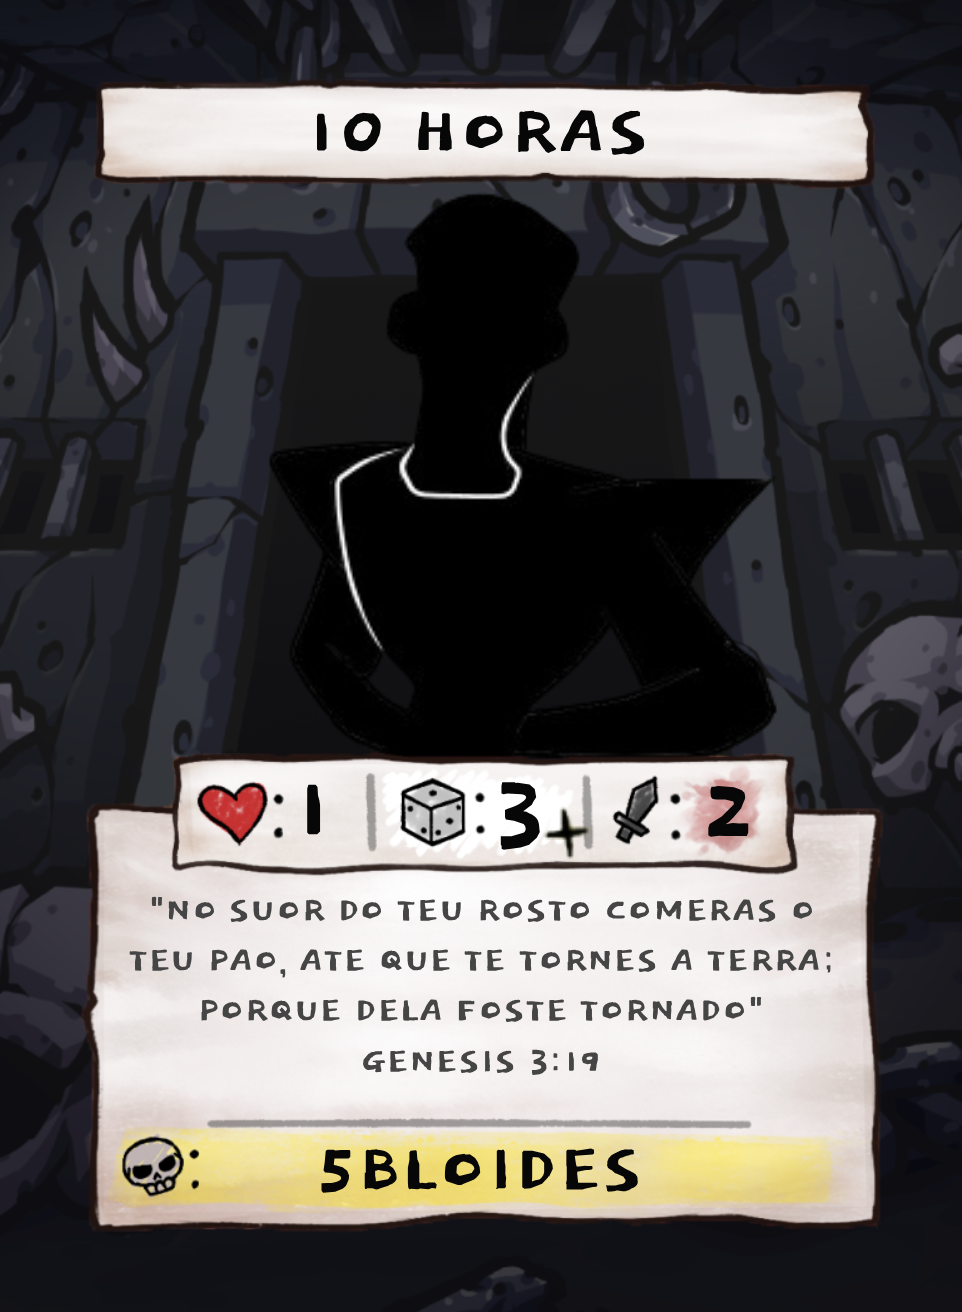 10 HORAS
: 1 : 3+ : 2
"NO SUOR DO TEU ROSTO COMERAS O
TEU PAO, ATE QUE TE TORNES A TERRA;
PORQUE DELA FOSTE TORNADO"
GENESIS 3:19
: 5BLOIDES